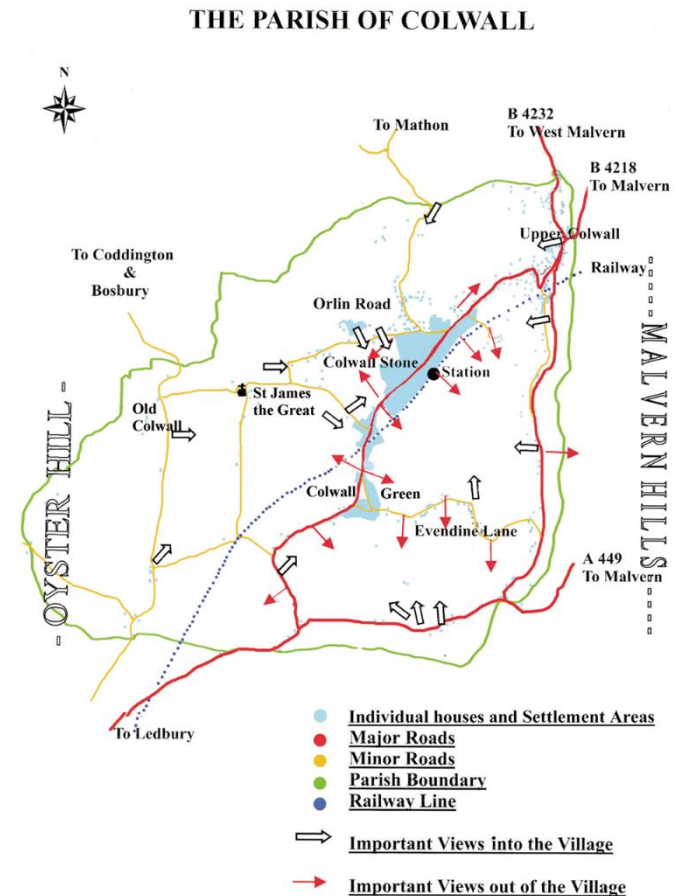 THE PARISH OF COLWALL
N
To Mathon
B 4232
To West Malvern
B 4218
To Malvern
Upper Colwall
To Coddington
&
Bosbury
Railway
Orlin Road
Colwall Stone
Station
St James
the Great
Old
Colwall
- OYSTER HILL -
-----MALVERN HILLS-----
Colwall Green
Evendine Lane
A 449
To Malvern
To Ledbury
Individual houses and Settlement Areas
Major Roads
Minor Roads
Parish Boundary
Railway Line
Important Views into the Village
Important Views out of the Village